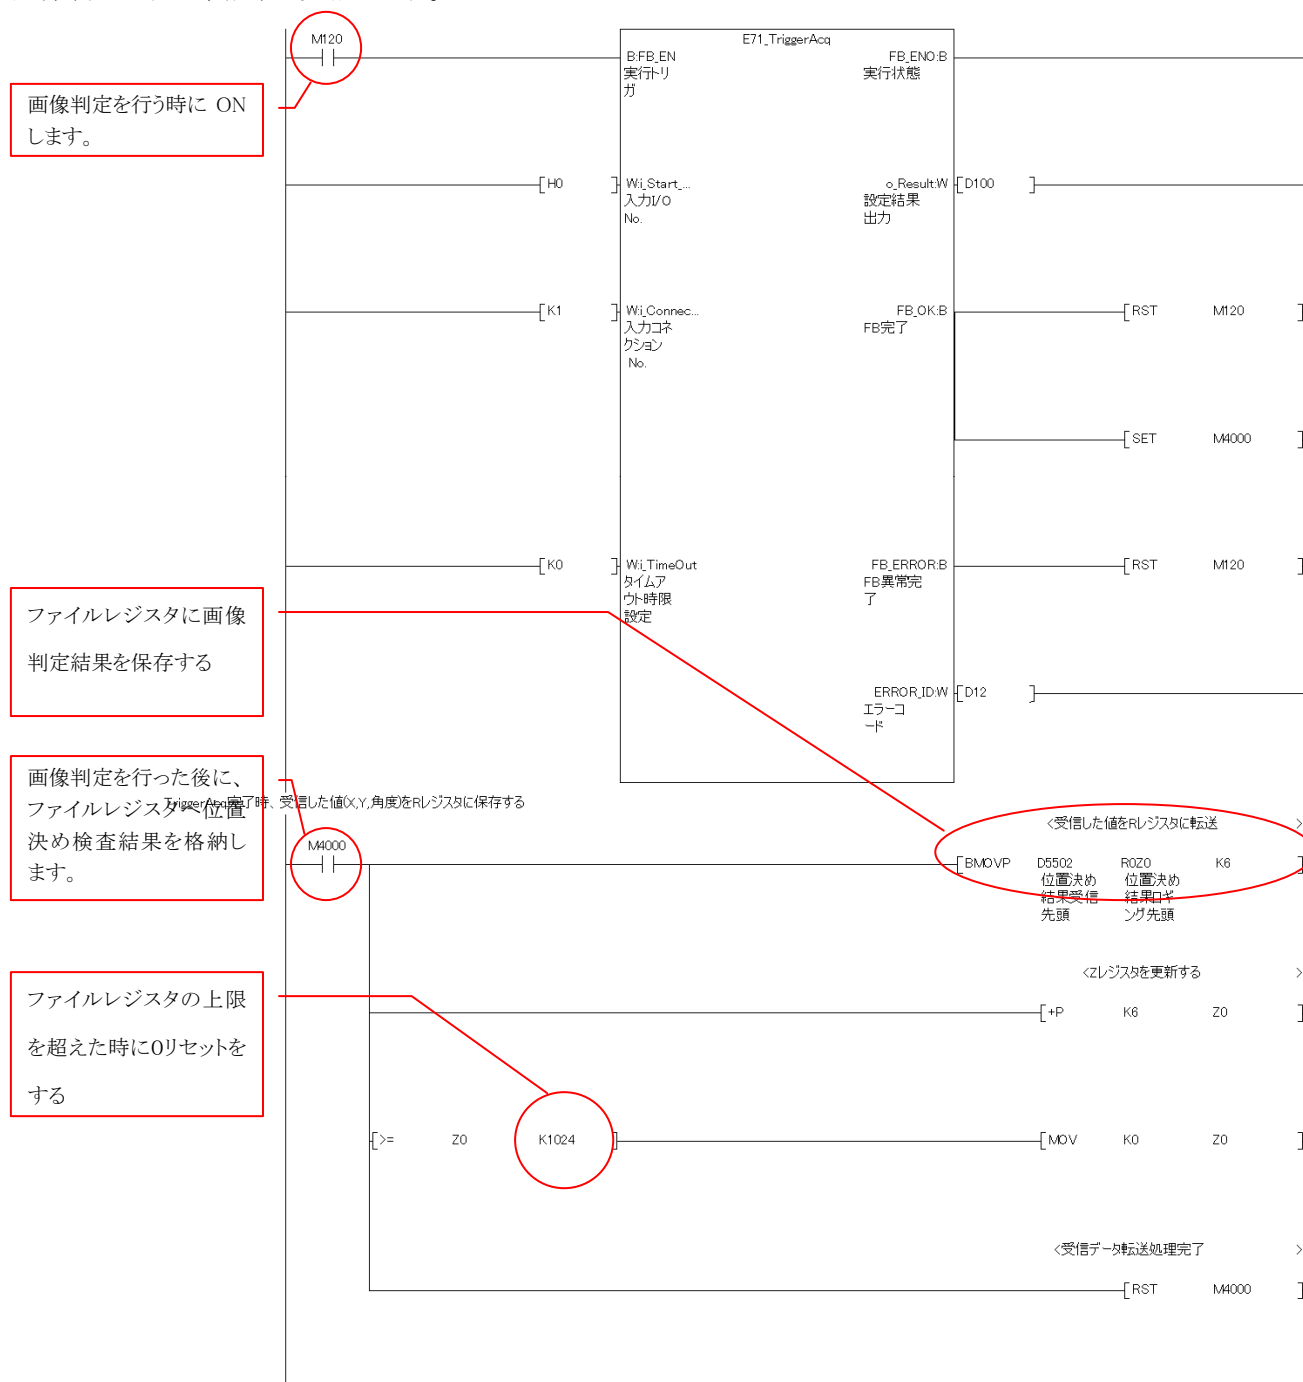 M120
E71_TriggerAcq
B:FB_EN
実行トリ
ガ
FB_ENO:B
実行状態
画像判定を行う時に ON
します。
H0
W:i_Start_...
入力I/O
No.
o_Result:W
設定結果
出力
D100
K1
W:i_Connec...
入力コネ
クション
No.
FB_OK:B
FB完了
RST M120
SET M4000
K0
W:i_TimeOut
タイムア
ウト時限
設定
FB_ERROR:B
FB異常完
了
RST M120
ファイルレジスタに画像
判定結果を保存する
ERROR_ID:W
エラーコ
ード
D12
画像判定を行った後に、
ファイルレジスタへ位置
決め検査結果を格納し
ます。
TriggerAcq完了時、受信した値(X,Y,角度)をRレジスタに保存する
<受信した値をRレジスタに転送 >
M4000
BMOVP D5502 R0Z0 K6
位置決め
結果受信
先頭
位置決め
結果ロギ
ング先頭
<Zレジスタを更新する >
ファイルレジスタの上限
を超えた時に0リセットを
する
+P K6 Z0
>= Z0 K1024
MOV K0 Z0
<受信データ転送処理完了 >
RST M4000